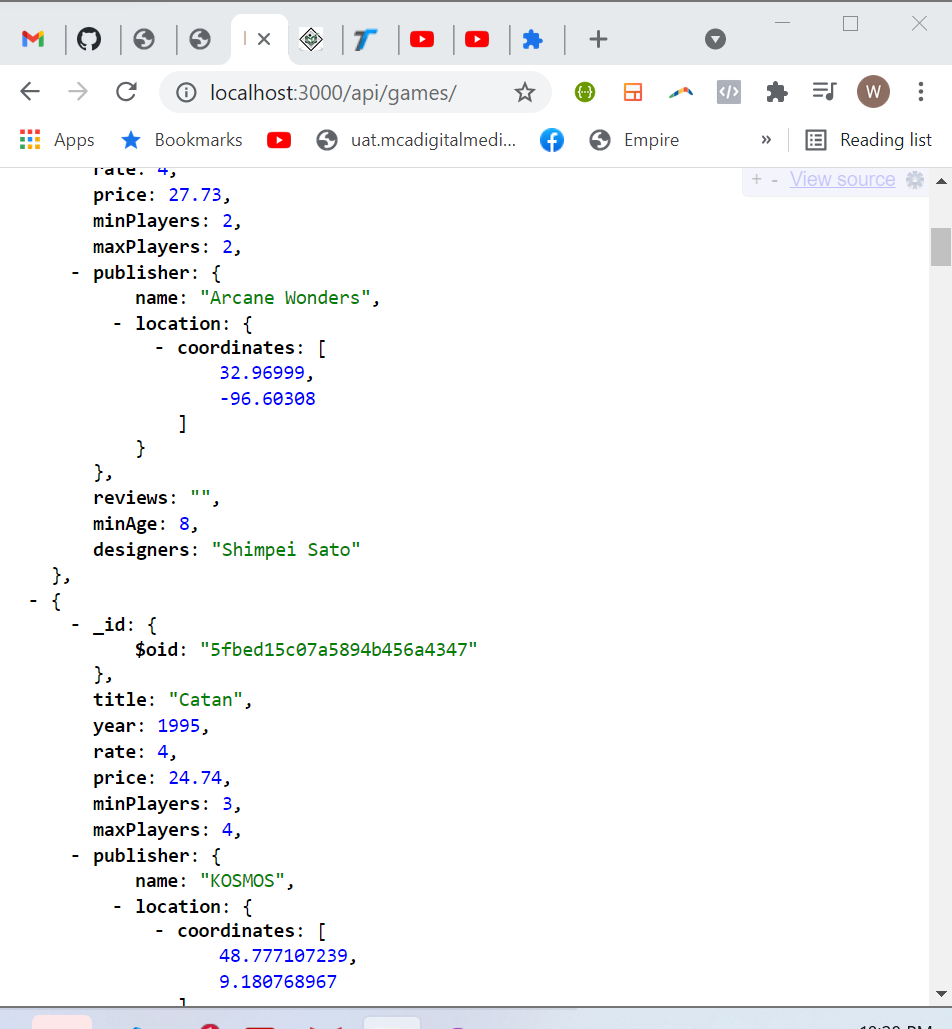 localhost:3000/api/games/
W
Apps
Bookmarks
uat.mcadigitalmedi...
Empire
»
Reading list
+ - View source
rate: 4,
price: 27.73,
minPlayers: 2,
maxPlayers: 2,
- publisher: {
name: "Arcane Wonders",
- location: {
- coordinates: [
32.96999,
-96.60308
]
}
},
reviews: "",
minAge: 8,
designers: "Shimpei Sato"
},
- {
- _id: {
$oid: "5fbed15c07a5894b456a4347"
},
title: "Catan",
year: 1995,
rate: 4,
price: 24.74,
minPlayers: 3,
maxPlayers: 4,
- publisher: {
name: "KOSMOS",
- location: {
- coordinates: [
48.777107239,
9.180768967
]